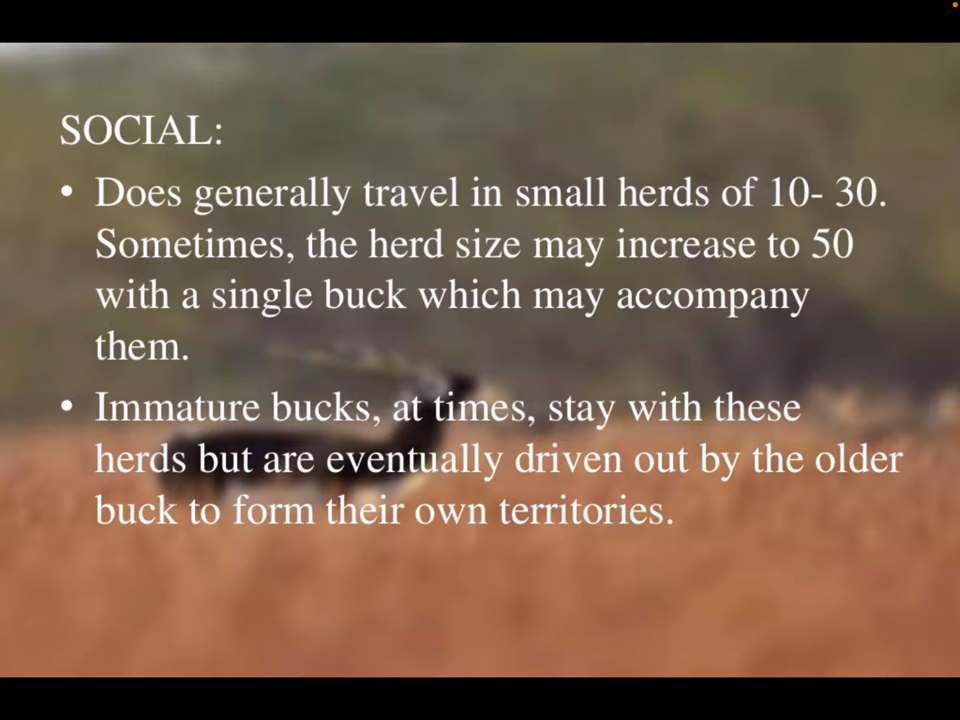 SOCIAL:
• Does generally travel in small herds of 10- 30.
Sometimes, the herd size may increase to 50
with a single buck which may accompany
them.
• Immature bucks, at times, stay with these
herds but are eventually driven out by the older
buck to form their own territories.